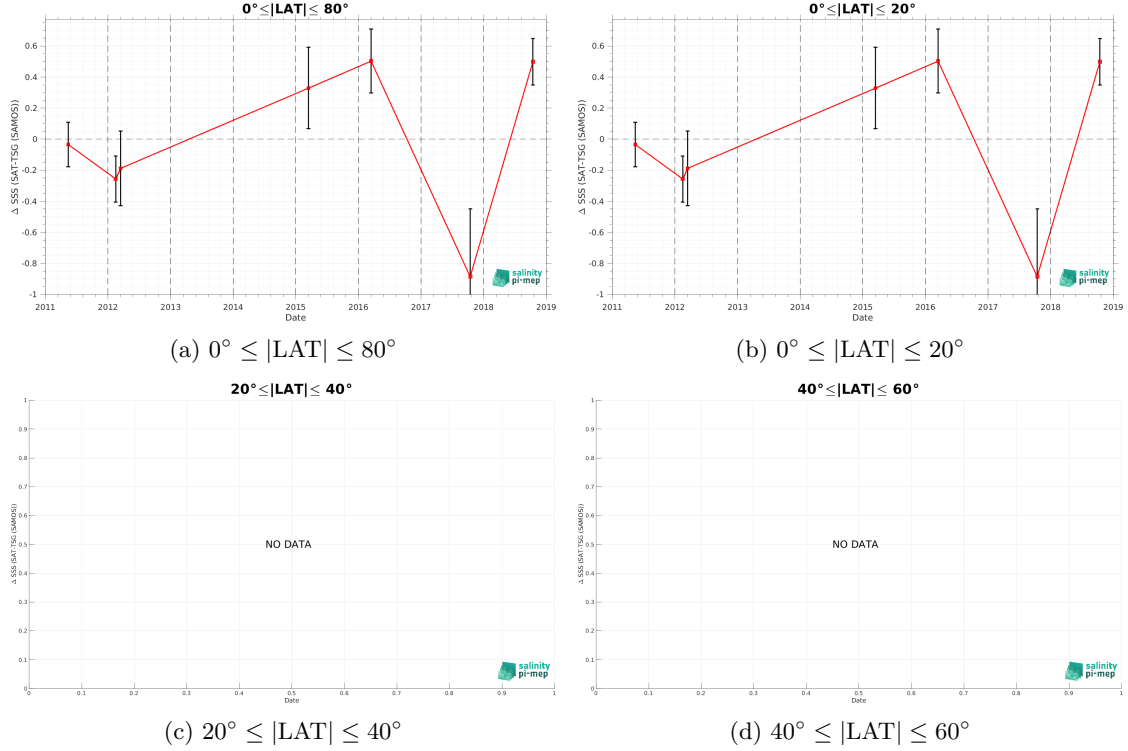 0°≤|LAT|≤ 80°
Δ SSS (SAT-TSG (SAMOS))
0.6
0.4
0.2
0
-0.2
-0.4
-0.6
-0.8
-1
2011 2012 2013 2014 2015 2016 2017 2018 2019
Date
salinity
pi-mep
(a) 0° ≤ |LAT| ≤ 80°
0°≤|LAT|≤ 20°
Δ SSS (SAT-TSG (SAMOS))
0.6
0.4
0.2
0
-0.2
-0.4
-0.6
-0.8
-1
2011 2012 2013 2014 2015 2016 2017 2018 2019
Date
salinity
pi-mep
(b) 0° ≤ |LAT| ≤ 20°
20°≤|LAT|≤ 40°
Δ SSS (SAT-TSG (SAMOS))
1
0.9
0.8
0.7
0.6
0.5
0.4
0.3
0.2
0.1
0
NO DATA
0 0.1 0.2 0.3 0.4 0.5 0.6 0.7 0.8 0.9 1
Date
salinity
pi-mep
(c) 20° ≤ |LAT| ≤ 40°
40°≤|LAT|≤ 60°
Δ SSS (SAT-TSG (SAMOS))
1
0.9
0.8
0.7
0.6
0.5
0.4
0.3
0.2
0.1
0
NO DATA
0 0.1 0.2 0.3 0.4 0.5 0.6 0.7 0.8 0.9 1
Date
salinity
pi-mep
(d) 40° ≤ |LAT| ≤ 60°